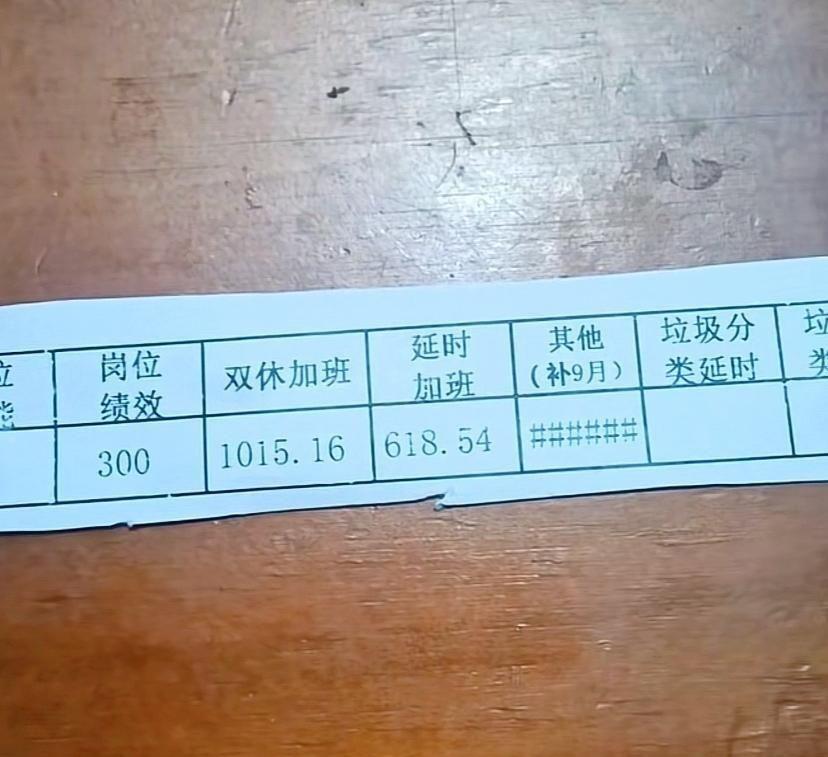 岗位
绩效
双休加班
延时
加班
其他
(补9月)
垃圾分
类延时
300
1015.16
618.54
######